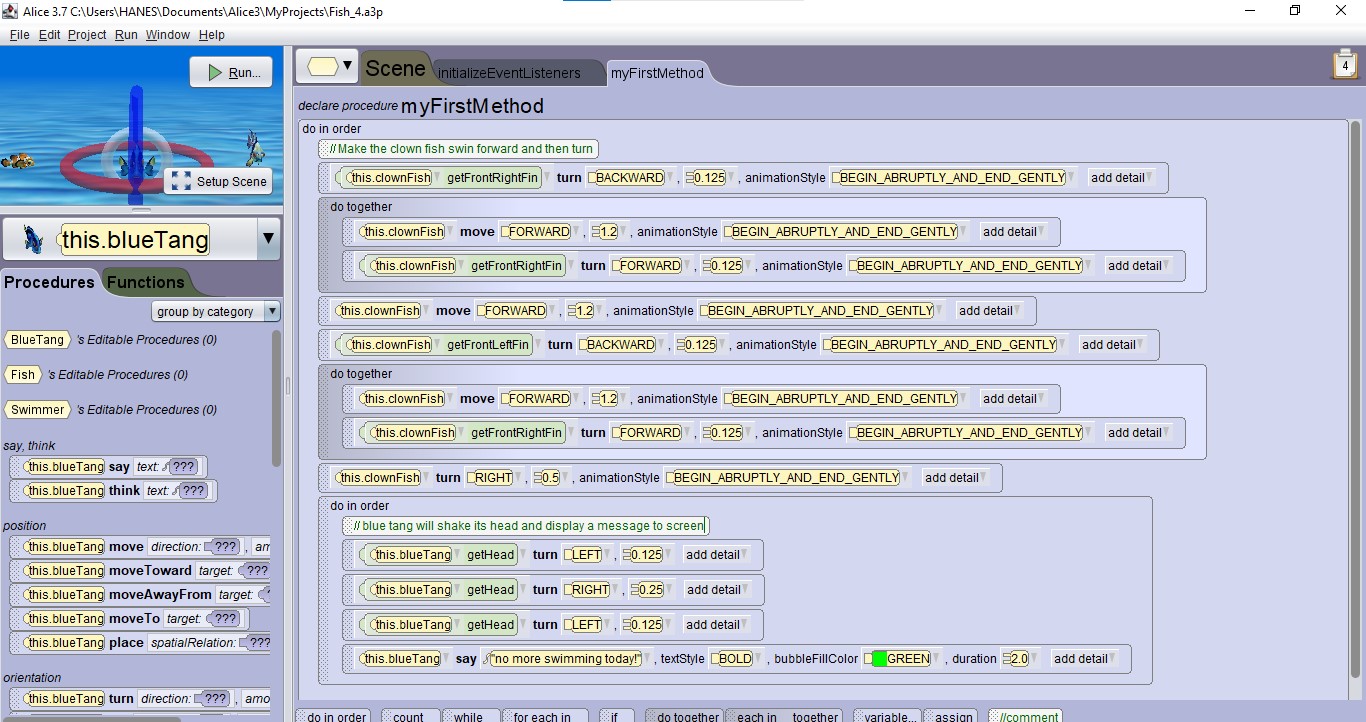 Alice 3.7 C:\Users\HANES\Documents\Alice3\MyProjects\Fish_4.a3p
File Edit Project Run Window Help
Run...
Setup Scene
this.blueTang
Procedures Functions
group by category
BlueTang 's Editable Procedures (0)
Fish 's Editable Procedures (0)
Swimmer 's Editable Procedures (0)
say, think
this.blueTang say text: ???
this.blueTang think text: ???
position
this.blueTang move direction: ??? , am
this.blueTang moveToward target: ???
this.blueTang moveAwayFrom target:
this.blueTang moveTo target: ???
this.blueTang place spatialRelation: ???
orientation
this.blueTang turn direction: ??? , amo
Scene initializeEventListeners myFirstMethod
4
declare procedure myFirstMethod
do in order
// Make the clown fish swin forward and then turn
this.clownFish getFrontRightFin turn BACKWARD , 0.125 , animationStyle BEGIN_ABRUPTLY_AND_END_GENTLY add detail
do together
this.clownFish move FORWARD , 1.2 , animationStyle BEGIN_ABRUPTLY_AND_END_GENTLY add detail
this.clownFish getFrontRightFin turn FORWARD , 0.125 , animationStyle BEGIN_ABRUPTLY_AND_END_GENTLY add detail
this.clownFish move FORWARD , 1.2 , animationStyle BEGIN_ABRUPTLY_AND_END_GENTLY add detail
this.clownFish getFrontLeftFin turn BACKWARD , 0.125 , animationStyle BEGIN_ABRUPTLY_AND_END_GENTLY add detail
do together
this.clownFish move FORWARD , 1.2 , animationStyle BEGIN_ABRUPTLY_AND_END_GENTLY add detail
this.clownFish getFrontRightFin turn FORWARD , 0.125 , animationStyle BEGIN_ABRUPTLY_AND_END_GENTLY add detail
this.clownFish turn RIGHT , 0.5 , animationStyle BEGIN_ABRUPTLY_AND_END_GENTLY add detail
do in order
// blue tang will shake its head and display a message to screen
this.blueTang getHead turn LEFT , 0.125 add detail
this.blueTang getHead turn RIGHT , 0.25 add detail
this.blueTang getHead turn LEFT , 0.125 add detail
this.blueTang say "no more swimming today!" , textStyle BOLD , bubbleFillColor GREEN , duration 2.0 add detail
do in order count while for each in if do together each in together variable... assign //comment